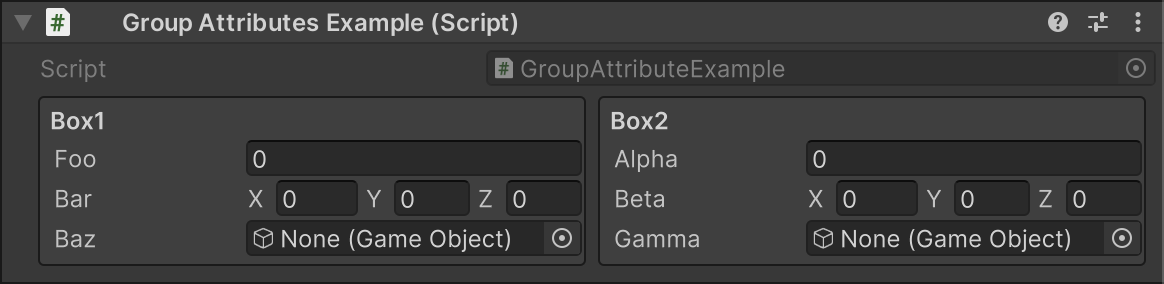 # Group Attributes Example (Script)
Script # GroupAttributeExample
Box1
Foo 0
Bar X 0 Y 0 Z 0
Baz None (Game Object)
Box2
Alpha 0
Beta X 0 Y 0 Z 0
Gamma None (Game Object)